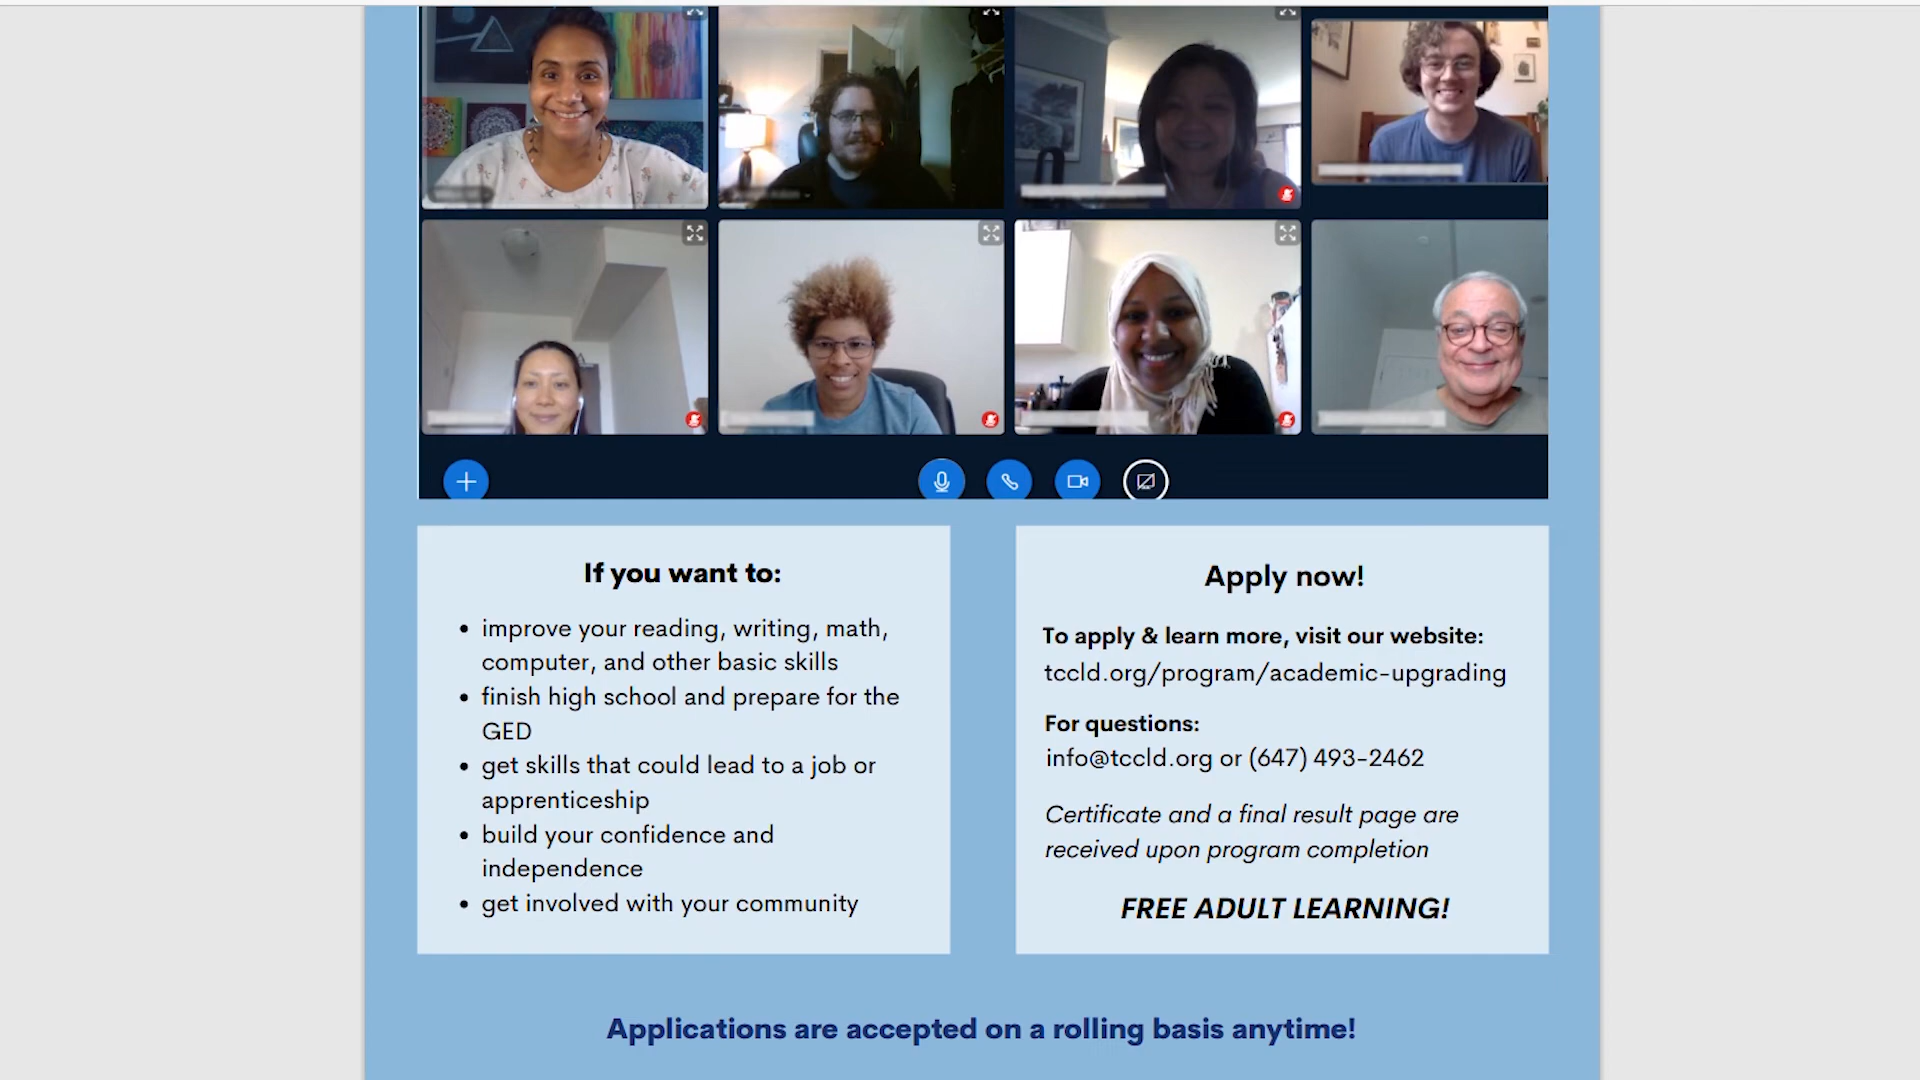 If you want to:
• improve your reading, writing, math,
computer, and other basic skills
• finish high school and prepare for the
GED
• get skills that could lead to a job or
apprenticeship
• build your confidence and
independence
• get involved with your community
Apply now!
To apply & learn more, visit our website:
tccld.org/program/academic-upgrading
For questions:
info@tccld.org or (647) 493-2462
Certificate and a final result page are
received upon program completion
FREE ADULT LEARNING!
Applications are accepted on a rolling basis anytime!